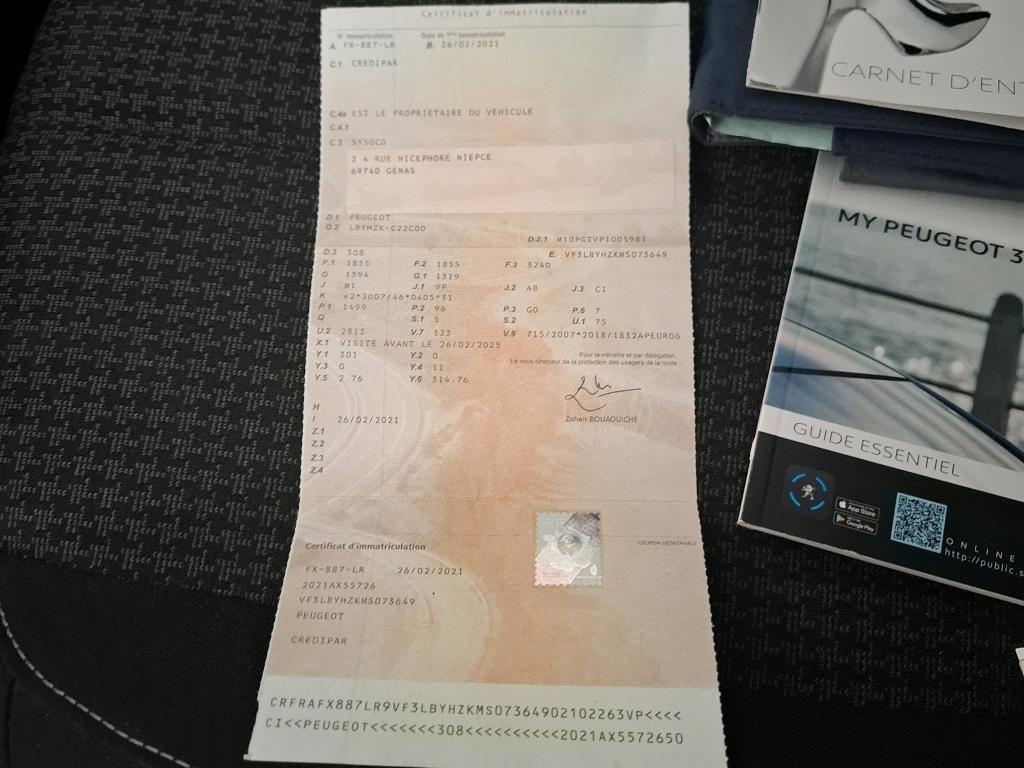 Certificat d'immatriculation
N° Immatriculation Date de 1ère Immatriculation
A. FX-887-LR B. 26/02/2021
C.1 CREDIPAR
C.4a EST LE PROPRIETAIRE DU VEHICULE
C.4.1
C.3 SYSOCO
2 4 RUE NICEPHORE NIEPCE
69740 GENAS
D.1 PEUGEOT
D.2 LBYHZK-C22C00
D.2.1 M10PGTVP1005981
D.3 308 E. VF3LBYHZKMS073649
F.1 1855 F.2 1855 F.3 3240
G 1394 G.1 1319
J M1 J.1 VP J.2 AB J.3 CI
K e2*2007/46*0405*31
P.1 1499 P.2 96 P.3 GO P.6 7
Q S.1 5 S.2 U.1 75
U.2 2813 V.7 123 V.9 715/2007*2018/1832APEURO6
X.1 VISITE AVANT LE 26/02/2025
Y.1 301 Y.2 0
Y.3 0 Y.4 11
Y.5 2.76 Y.6 314.76
Pour le ministre et par délégation,
Le sous-directeur de la protection des usagers de la route
Zoheir BOUAOUICHE
H
I 26/02/2021
Z.1
Z.2
Z.3
Z.4
Certificat d'immatriculation COUPON DETACHABLE
FX-887-LR 26/02/2021
2021AX55726
VF3LBYHZKMS073649
PEUGEOT
CREDIPAR
CRFRAFX887LR9VF3LBYHZKMS07364902102263VP<<<<
CI<<PEUGEOT<<<<<<<308<<<<<<<<<<2021AX5572650
CARNET D'ENT
MY PEUGEOT 3
GUIDE ESSENTIEL
App Store
Google Play
ONLINE
http://public.s